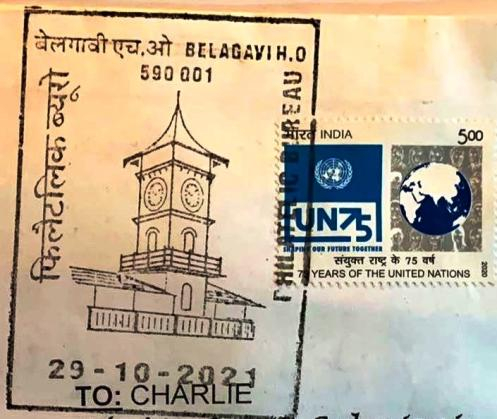 बेलगावी एच.ओ BELAGAVI H.O
590 001
फिलैटेलिक ब्यूरो
PHILATELIC BUREAU
29-10-2021
TO: CHARLIE
भारत INDIA
5.00
UN75
SHAPING OUR FUTURE TOGETHER
संयुक्त राष्ट्र के 75 वर्ष
75 YEARS OF THE UNITED NATIONS
2020